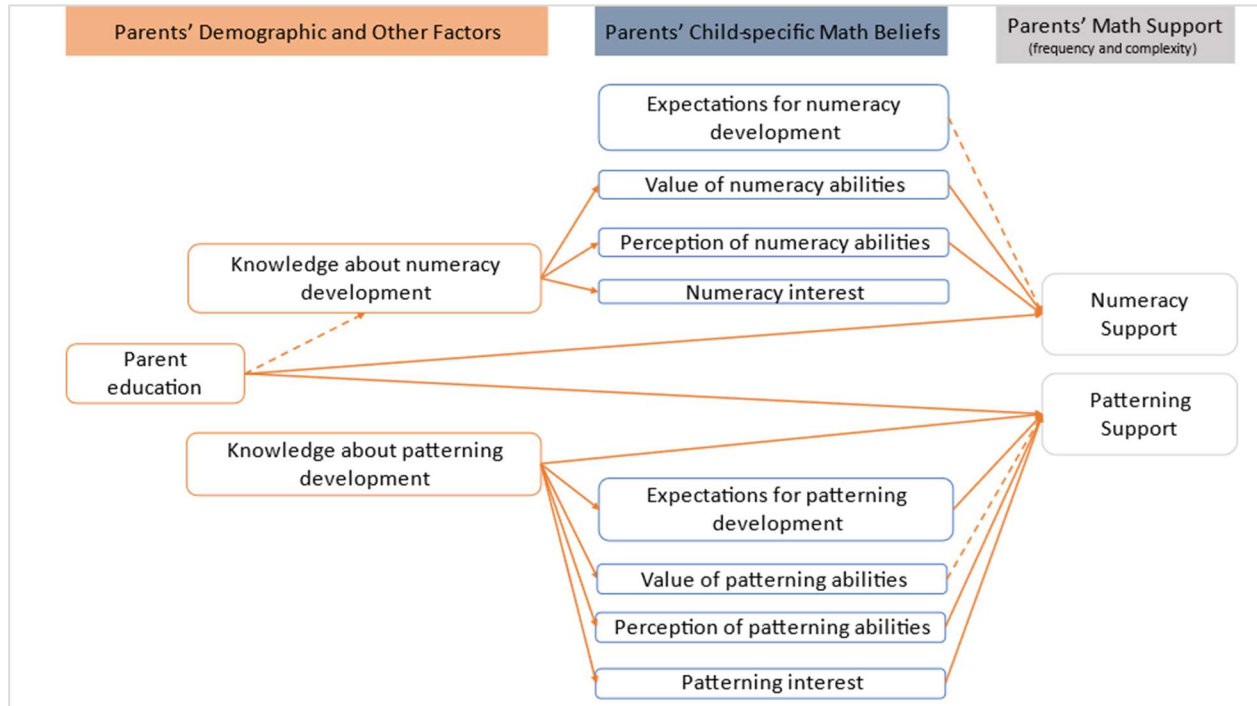 Parents' Demographic and Other Factors
Parents' Child-specific Math Beliefs
Parents' Math Support
(frequency and complexity)
Expectations for numeracy
development
Value of numeracy abilities
Perception of numeracy abilities
Knowledge about numeracy
development
Numeracy interest
Numeracy
Support
Parent
education
Patterning
Support
Knowledge about patterning
development
Expectations for patterning
development
Value of patterning abilities
Perception of patterning abilities
Patterning interest